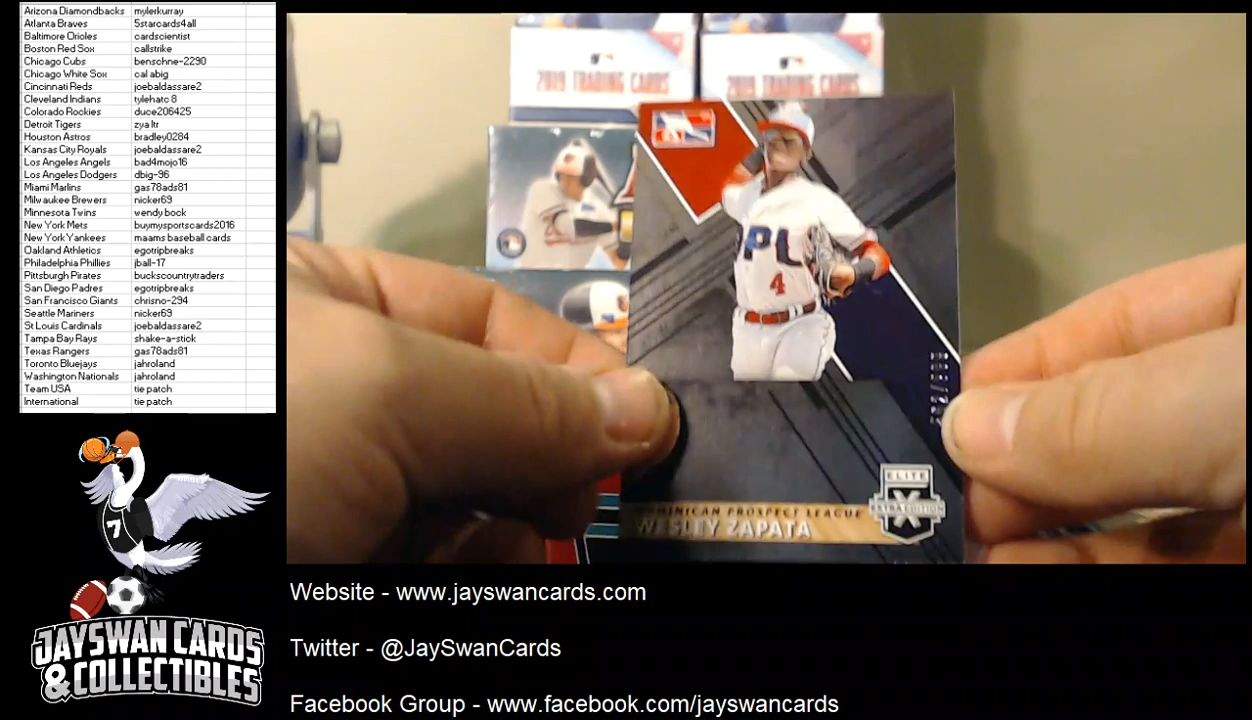 Arizona Diamondbacks mylerkurray
Atlanta Braves 5starcards4all
Baltimore Orioles cardscientist
Boston Red Sox callstrike
Chicago Cubs benschne-2290
Chicago White Sox cal abig
Cincinnati Reds joebaldassare2
Cleveland Indians tylehatc 8
Colorado Rockies duce206425
Detroit Tigers zya ltr
Houston Astros bradley0284
Kansas City Royals joebaldassare2
Los Angeles Angels bad4mojo16
Los Angeles Dodgers dbig-96
Miami Marlins gas78ads81
Milwaukee Brewers nicker69
Minnesota Twins wendy bock
New York Mets buymysportscards2016
New York Yankees maams baseball cards
Oakland Athletics egotripbreaks
Philadelphia Phillies jball-17
Pittsburgh Pirates buckscountrytraders
San Diego Padres egotripbreaks
San Francisco Giants chrisno-294
Seattle Mariners nicker69
St Louis Cardinals joebaldassare2
Tampa Bay Rays shake-a-stick
Texas Rangers gas78ads81
Toronto Bluejays jahroland
Washington Nationals jahroland
Team USA tie patch
International tie patch
7
JAYSWAN CARDS
& COLLECTIBLES
2019 TRADING CARDS
2019 TRADING CARDS
DPL
4
ELITE
EXTRA EDITION
X
DOMINICAN PROSPECT LEAGUE
WESLEY ZAPATA
Website - www.jayswancards.com
Twitter - @JaySwanCards
Facebook Group - www.facebook.com/jayswancards